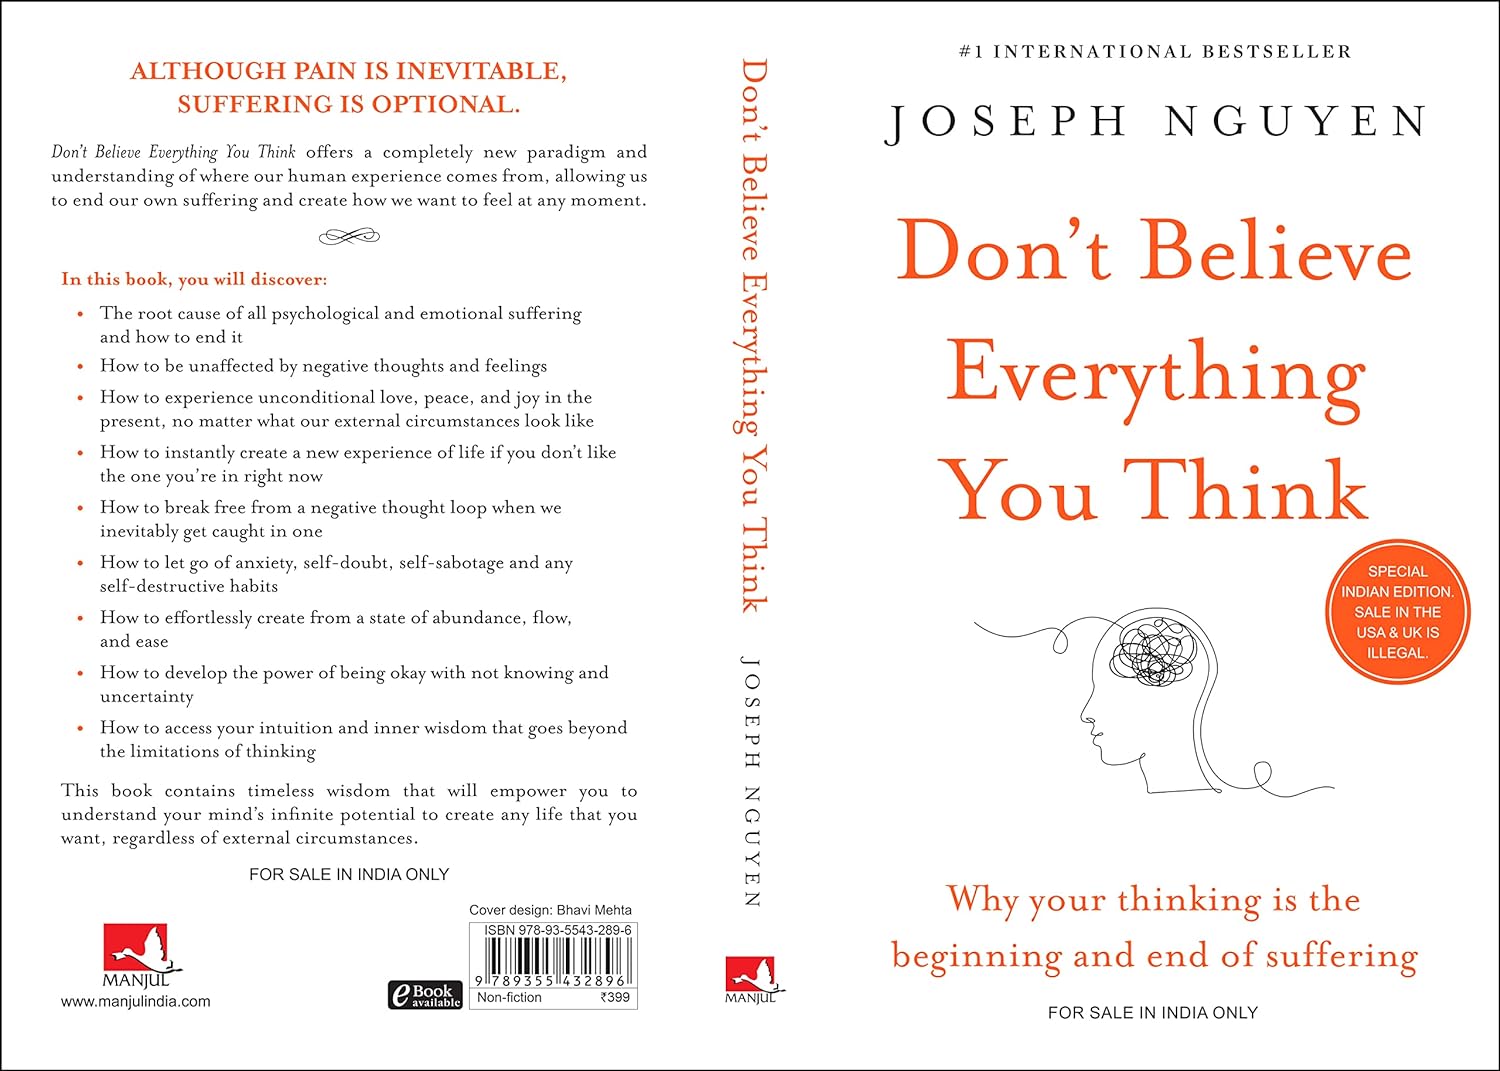 ALTHOUGH PAIN IS INEVITABLE,
SUFFERING IS OPTIONAL.
Don't Believe Everything You Think offers a completely new paradigm and
understanding of where our human experience comes from, allowing us
to end our own suffering and create how we want to feel at any moment.
In this book, you will discover:
• The root cause of all psychological and emotional suffering
and how to end it
• How to be unaffected by negative thoughts and feelings
• How to experience unconditional love, peace, and joy in the
present, no matter what our external circumstances look like
• How to instantly create a new experience of life if you don't like
the one you're in right now
• How to break free from a negative thought loop when we
inevitably get caught in one
• How to let go of anxiety, self-doubt, self-sabotage and any
self-destructive habits
• How to effortlessly create from a state of abundance, flow,
and ease
• How to develop the power of being okay with not knowing and
uncertainty
• How to access your intuition and inner wisdom that goes beyond
the limitations of thinking
This book contains timeless wisdom that will empower you to
understand your mind's infinite potential to create any life that you
want, regardless of external circumstances.
FOR SALE IN INDIA ONLY
MANJUL
www.manjulindia.com
eBook
available
Cover design: Bhavi Mehta
ISBN 978-93-5543-289-6
9 789355 432896
Non-fiction ₹399
Don't Believe Everything You Think
JOSEPH NGUYEN
MANJUL
#1 INTERNATIONAL BESTSELLER
JOSEPH NGUYEN
Don't Believe
Everything
You Think
SPECIAL
INDIAN EDITION.
SALE IN THE
USA & UK IS
ILLEGAL.
Why your thinking is the
beginning and end of suffering
FOR SALE IN INDIA ONLY